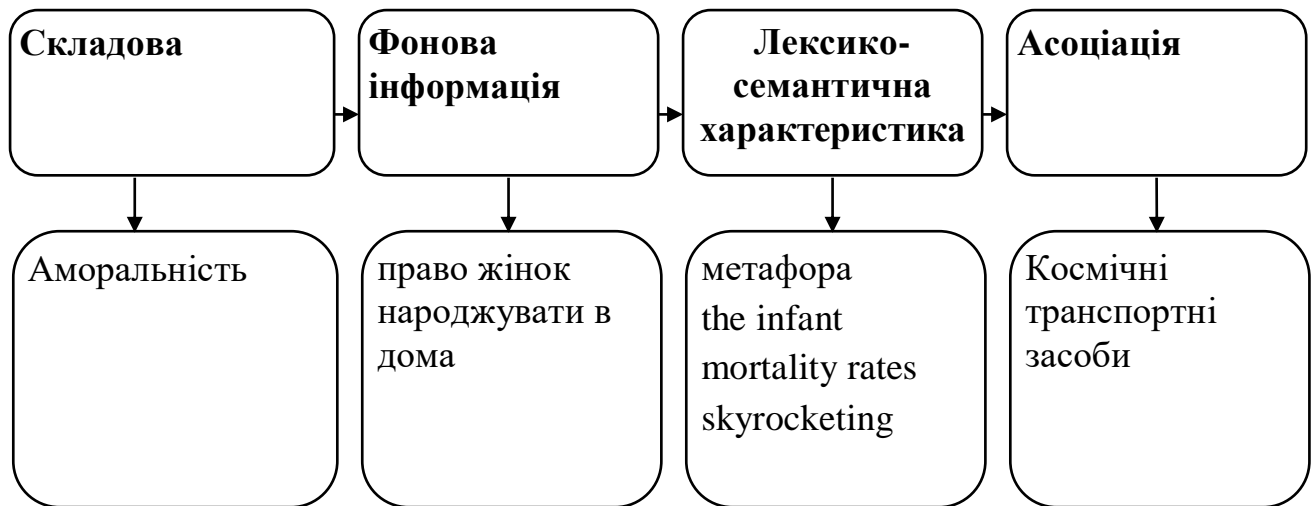 Складова
Фонова
інформація
Лексико-
семантична
характеристика
Асоціація
Аморальність
право жінок
народжувати в
дома
метафора
the infant
mortality rates
skyrocketing
Космічні
транспортні
засоби